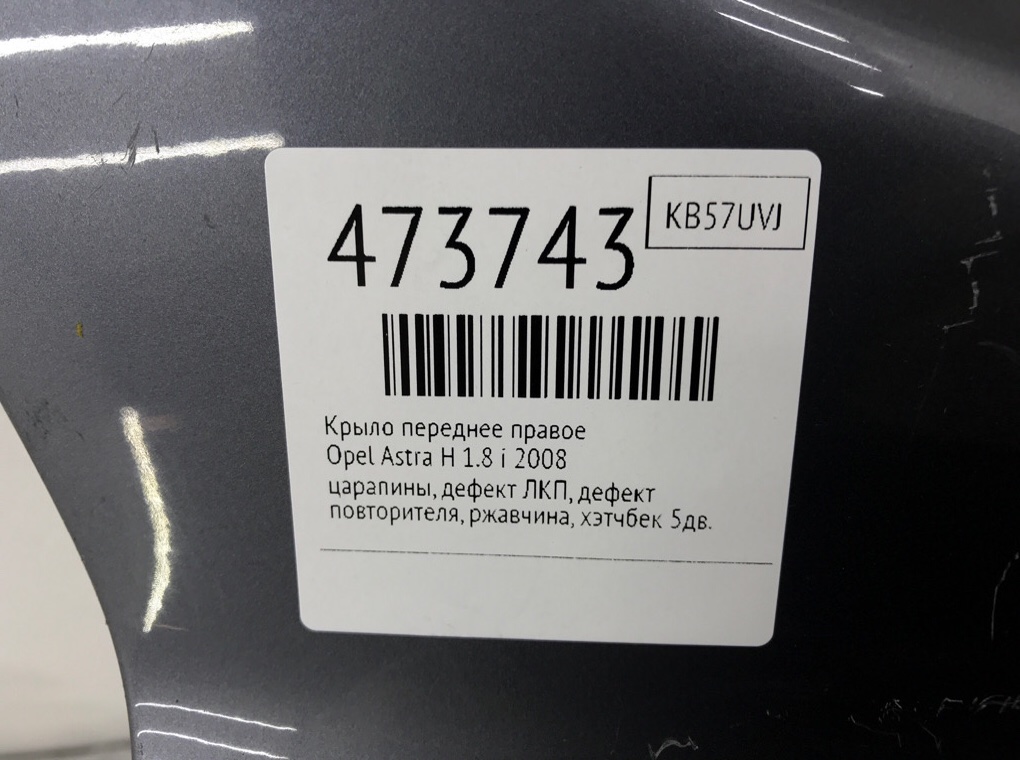 473743
KB57UVJ
Крыло переднее правое
Opel Astra H 1.8 i 2008
царапины, дефект ЛКП, дефект
повторителя, ржавчина, хэтчбек 5дв.